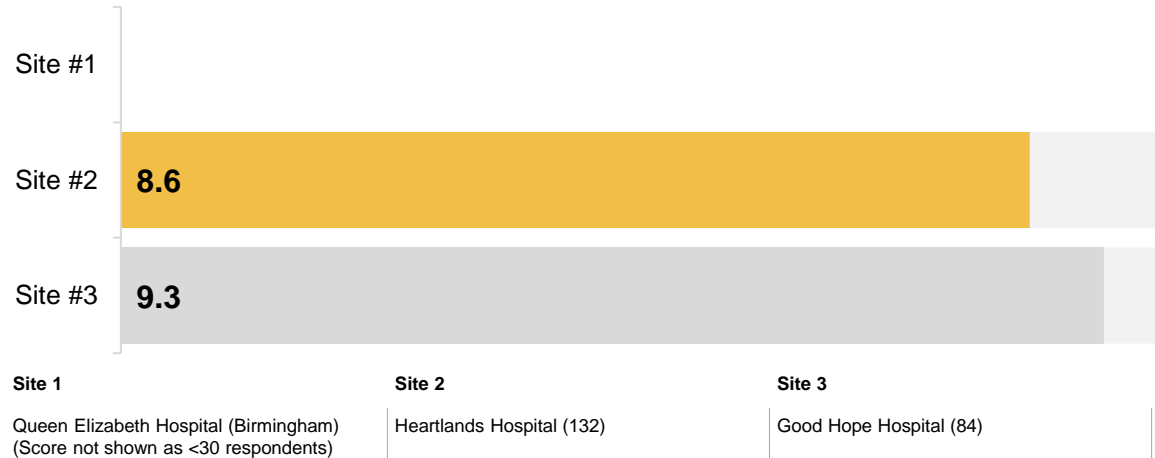 Site #1
Site #2
8.6
Site #3
9.3
Site 1
Queen Elizabeth Hospital (Birmingham)
(Score not shown as <30 respondents)
Site 2
Heartlands Hospital (132)
Site 3
Good Hope Hospital (84)